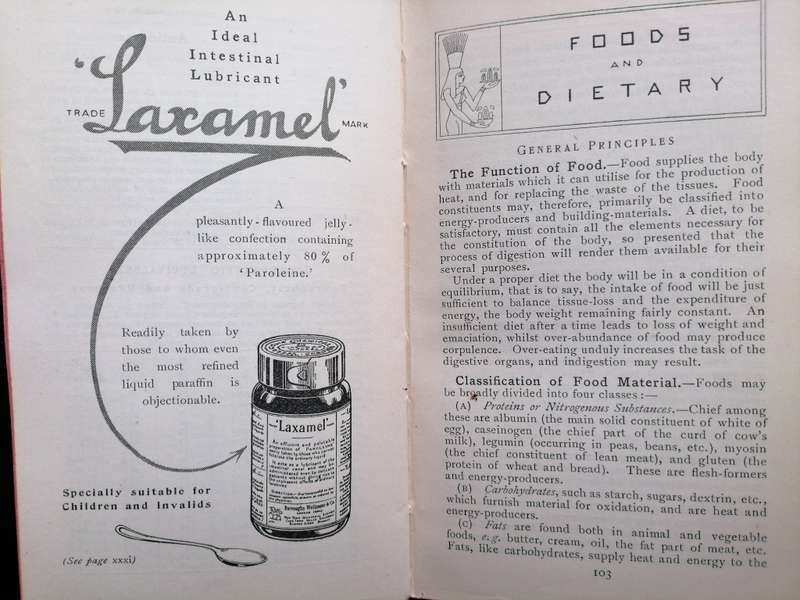 An
Ideal
Intestinal
Lubricant
'Laxamel'
TRADE MARK
A
pleasantly-flavoured jelly-
like confection containing
approximately 80 % of
'Paroleine.'
Readily taken by
those to whom even
the most refined
liquid paraffin is
objectionable.
'Laxamel'
An effusive and palatable
preparation of
Burroughs Wellcome & Co.
Specially suitable for
Children and Invalids
(See page xxxi)
FOODS
AND
DIETARY
GENERAL PRINCIPLES
The Function of Food.—Food supplies the body
with materials which it can utilise for the production of
heat, and for replacing the waste of the tissues. Food
constituents may, therefore, primarily be classified into
energy-producers and building-materials. A diet, to be
satisfactory, must contain all the elements necessary for
the constitution of the body, so presented that the
process of digestion will render them available for their
several purposes.
Under a proper diet the body will be in a condition of
equilibrium, that is to say, the intake of food will be just
sufficient to balance tissue-loss and the expenditure of
energy, the body weight remaining fairly constant. An
insufficient diet after a time leads to loss of weight and
emaciation, whilst over-abundance of food may produce
corpulence. Over-eating unduly increases the task of the
digestive organs, and indigestion may result.
Classification of Food Material.—Foods may
be broadly divided into four classes :—
(A) Proteins or Nitrogenous Substances.—Chief among
these are albumin (the main solid constituent of white of
egg), caseinogen (the chief part of the curd of cow's
milk), legumin (occurring in peas, beans, etc.), myosin
(the chief constituent of lean meat), and gluten (the
protein of wheat and bread). These are flesh-formers
and energy-producers.
(B) Carbohydrates, such as starch, sugars, dextrin, etc.,
which furnish material for oxidation, and are heat and
energy-producers.
(C) Fats are found both in animal and vegetable
foods, e.g. butter, cream, oil, the fat part of meat, etc.
Fats, like carbohydrates, supply heat and energy to the
103